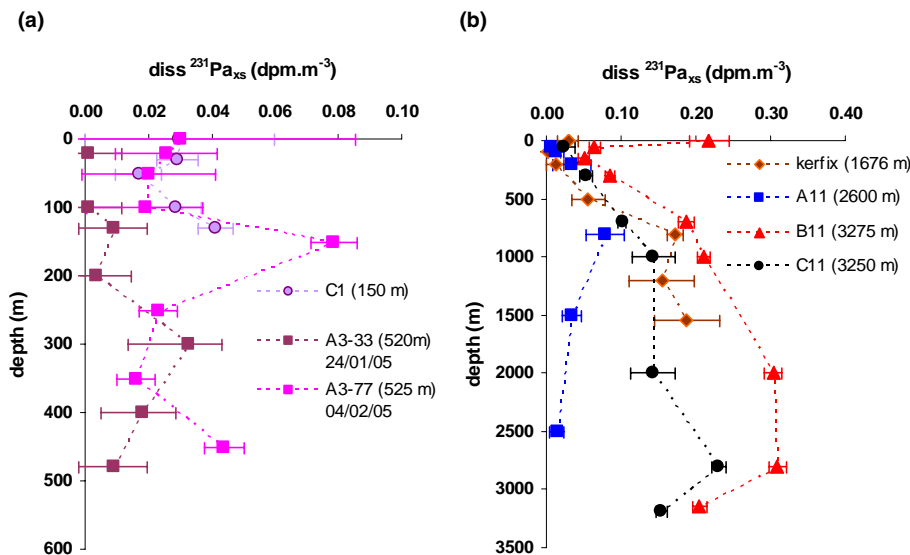 (a)
diss ²³¹Paₓₛ (dpm.m⁻³)
0.00 0.02 0.04 0.06 0.08 0.10
0
100
200
300
400
500
600
depth (m)
C1 (150 m)
A3-33 (520m)
24/01/05
A3-77 (525 m)
04/02/05
(b)
diss ²³¹Paₓₛ (dpm.m⁻³)
0.00 0.10 0.20 0.30 0.40
0
500
1000
1500
2000
2500
3000
3500
depth (m)
kerfix (1676 m)
A11 (2600 m)
B11 (3275 m)
C11 (3250 m)